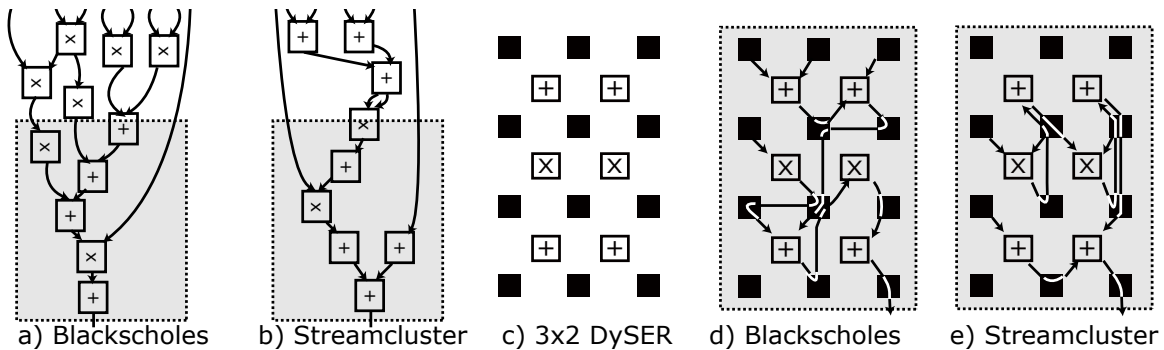 x x x
x x +
x +
+
x
+
+ +
+
x
+
x
+ +
+
+ +
x x
+ +
+ +
x x
+ +
+ +
x x
+ +
a) Blackscholes b) Streamcluster c) 3x2 DySER d) Blackscholes e) Streamcluster